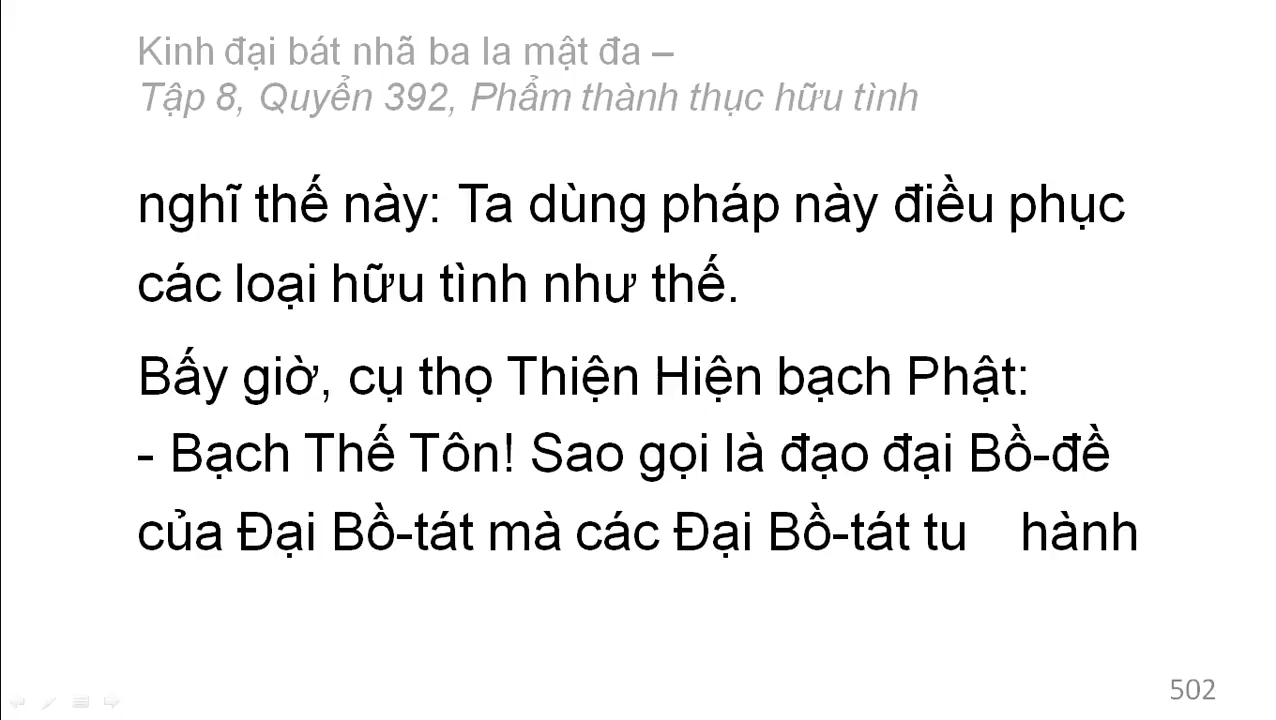 Kinh đại bát nhã ba la mật đa –
Tập 8, Quyển 392, Phẩm thành thục hữu tình
nghĩ thế này: Ta dùng pháp này điều phục
các loại hữu tình như thế.
Bấy giờ, cụ thọ Thiện Hiện bạch Phật:
- Bạch Thế Tôn! Sao gọi là đạo đại Bồ-đề
của Đại Bồ-tát mà các Đại Bồ-tát tu hành
502